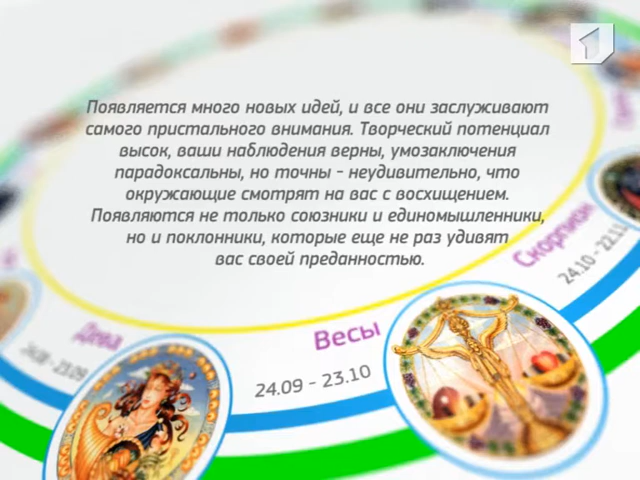 Появляется много новых идей, и все они заслуживают
самого пристального внимания. Творческий потенциал
высок, ваши наблюдения верны, умозаключения
парадоксальны, но точны - неудивительно, что
окружающие смотрят на вас с восхищением.
Появляются не только союзники и единомышленники,
но и поклонники, которые еще не раз удивят
вас своей преданностью.
Дева
Весы
24.09 - 23.10
Скорпион
24.10 - 22.11
1